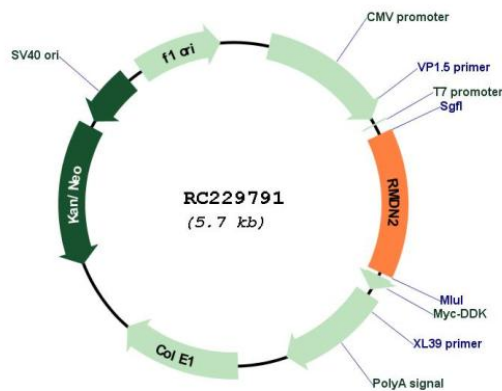 CMV promoter
VP1.5 primer
T7 promoter
SgfI
RMDN2
MluI
Myc-DDK
XL39 primer
PolyA signal
Col E1
Kan/Neo
SV40 ori
f1 ori
RC229791
(5.7 kb)